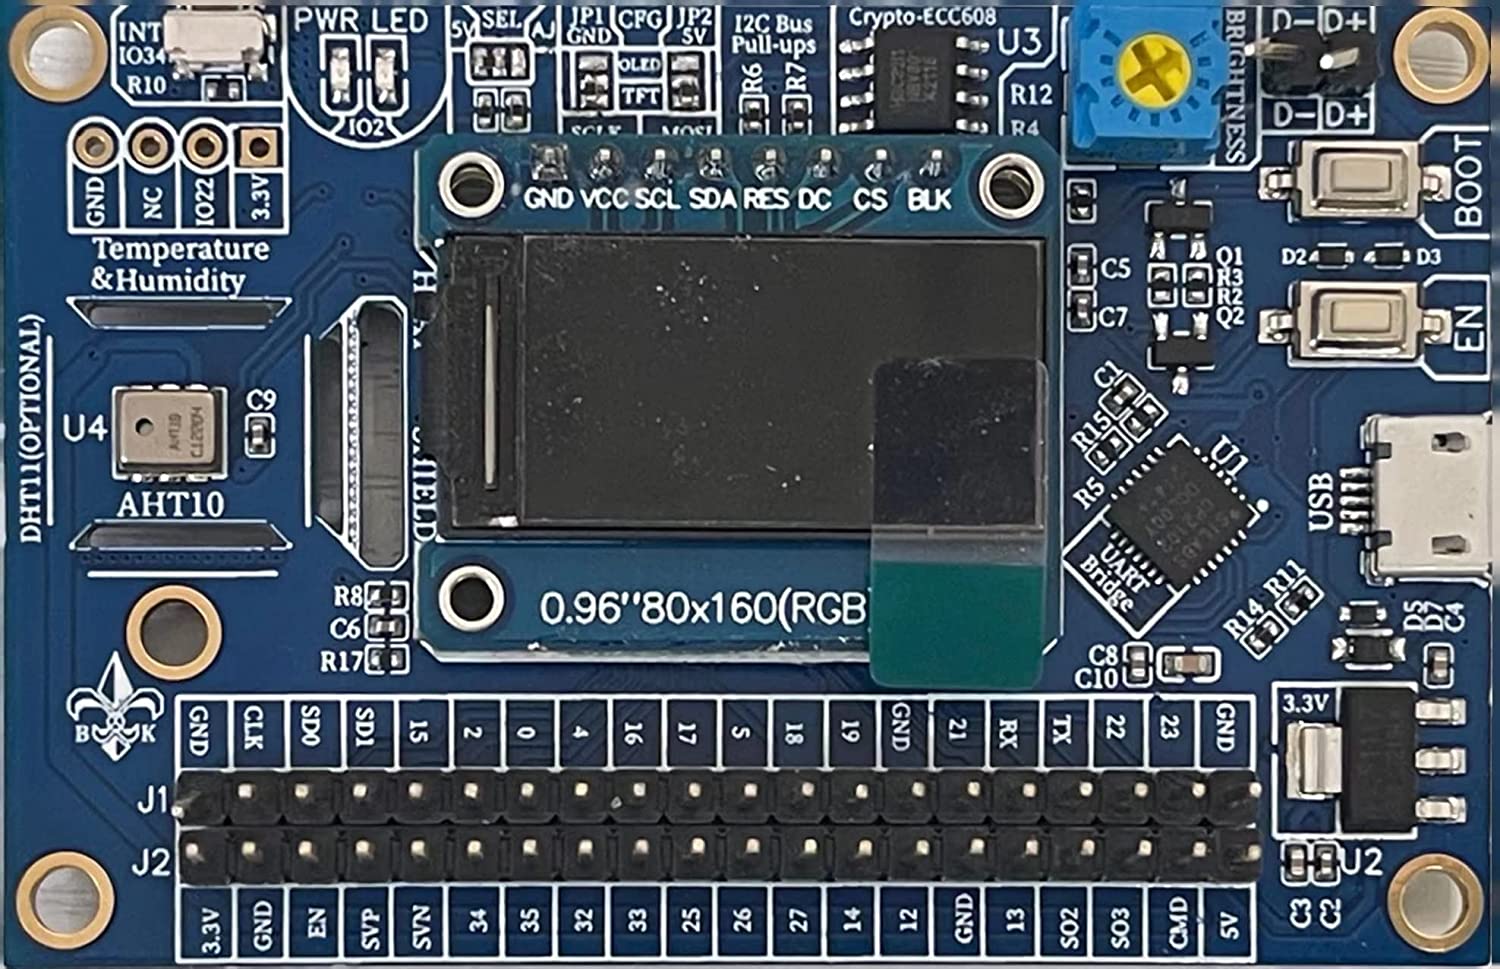 INT
IO34
R10
PWR LED
IO2
5V
SEL
AJ
JP1
GND
CFG
JP2
5V
OLED
TFT
SCLK
MOSI
I2C Bus
Pull-ups
R6
R7
Crypto-ECC608
U3
R12
R4
BRIGHTNESS
D-
D+
D-
D+
BOOT
GND
NC
IO22
3.3V
Temperature
&Humidity
GND VCC SCL SDA RES DC CS BLK
C5
C7
Q1
R3
R2
Q2
D2
D3
EN
DHT11(OPTIONAL)
U4
C9
AHT10
R15
R5
U1
UART
Bridge
USB
R8
C6
R17
0.96''80x160(RGB
R14
R11
C8
C10
D5
D7
C4
B K
3.3V
GND CLK SD0 SD1 15 2 0 4 16 17 5 18 19 GND 21 RX TX 22 23 GND
J1
J2
U2
3.3V GND EN SVP SVN 34 35 32 33 25 26 27 14 12 GND 13 SO2 SO3 CMD 5V
C3
C2